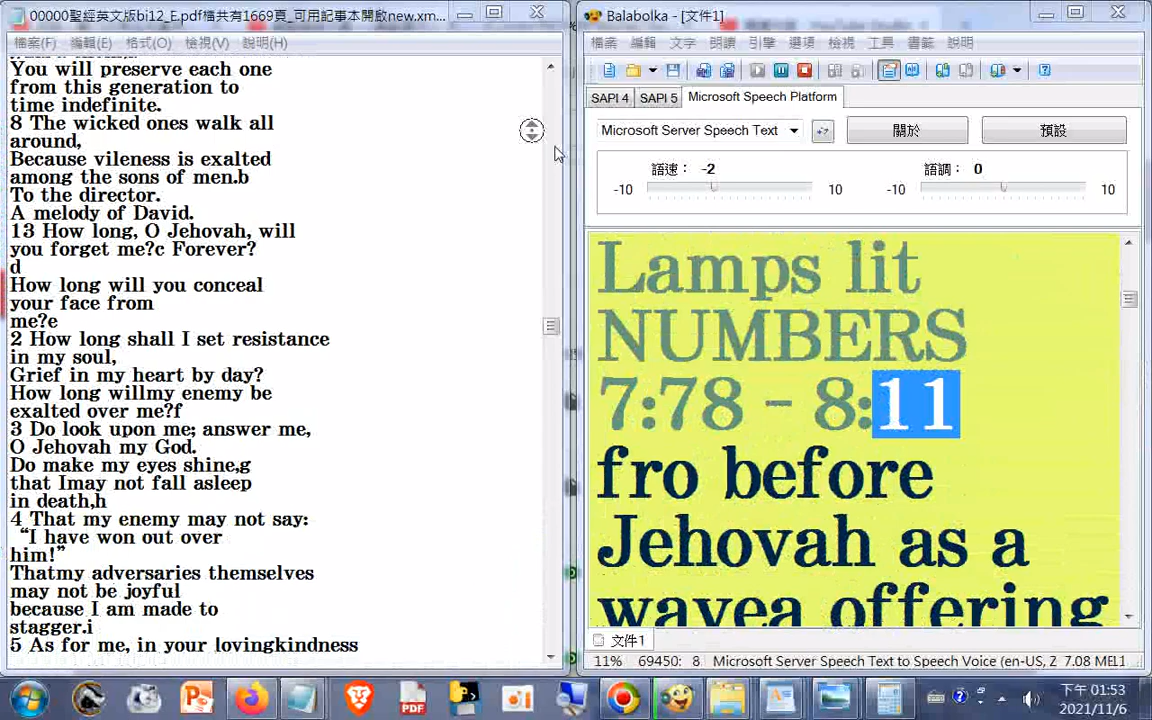 00000聖經英文版bi12_E.pdf檔共有1669頁_可用記事本開啟new.xm...
檔案(F) 編輯(E) 格式(O) 檢視(V) 說明(H)
You will preserve each one
from this generation to
time indefinite.
8 The wicked ones walk all
around,
Because vileness is exalted
among the sons of men.b
To the director.
A melody of David.
13 How long, O Jehovah, will
you forget me?c Forever?
d
How long will you conceal
your face from
me?e
2 How long shall I set resistance
in my soul,
Grief in my heart by day?
How long willmy enemy be
exalted over me?f
3 Do look upon me; answer me,
O Jehovah my God.
Do make my eyes shine,g
that Imay not fall asleep
in death,h
4 That my enemy may not say:
“I have won out over
him!”
Thatmy adversaries themselves
may not be joyful
because I am made to
stagger.i
5 As for me, in your lovingkindness
Balabolka - [文件1]
檔案 編輯 文字 朗讀 引擎 選項 檢視 工具 書籤 說明
SAPI 4 SAPI 5 Microsoft Speech Platform
Microsoft Server Speech Text 關於 預設
語速： -2 語調： 0
-10 10 -10 10
Lamps lit
NUMBERS
7:78 - 8:11
fro before
Jehovah as a
wavea offering
文件1
11% 69450: 8 Microsoft Server Speech Text to Speech Voice (en-US, Z 7.08 ME
下午 01:53
2021/11/6